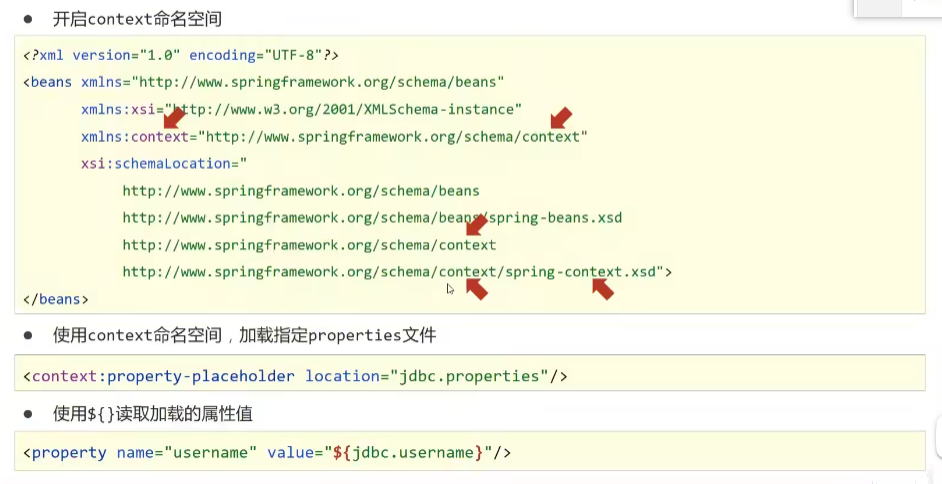 ● 开启context命名空间
<?xml version="1.0" encoding="UTF-8"?>
<beans xmlns="http://www.springframework.org/schema/beans"
xmlns:xsi="http://www.w3.org/2001/XMLSchema-instance"
xmlns:context="http://www.springframework.org/schema/context"
xsi:schemaLocation="
http://www.springframework.org/schema/beans
http://www.springframework.org/schema/beans/spring-beans.xsd
http://www.springframework.org/schema/context
http://www.springframework.org/schema/context/spring-context.xsd">
</beans>
● 使用context命名空间，加载指定properties文件
<context:property-placeholder location="jdbc.properties"/>
● 使用${}读取加载的属性值
<property name="username" value="${jdbc.username}"/>